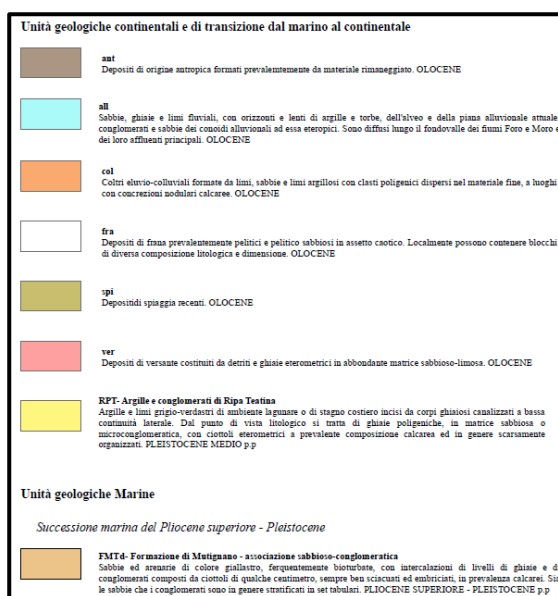 Unità geologiche continentali e di transizione dal marino al continentale
ant
Depositi di origine antropica formati prevalemtemente da materiale rimaneggiato. OLOCENE
all
Sabbie, ghiaie e limi fluviali, con orizzonti e lenti di argille e torbe, dell'alveo e della piana alluvionale attuale,
conglomerati e sabbie dei conoidi alluvionali ad essa eteropici. Sono diffusi lungo il fondovalle dei fiumi Foro e Moro e
dei loro affluenti principali. OLOCENE
col
Coltri eluvio-colluviali formate da limi, sabbie e limi argillosi con clasti poligenici dispersi nel materiale fine, a luoghi
con concrezioni nodulari calcaree. OLOCENE
fra
Depositi di frana prevalentemente pelitici e pelitico sabbiosi in assetto caotico. Localmente possono contenere blocchi
di diversa composizione litologica e dimensione. OLOCENE
spi
Depositidi spiaggia recenti. OLOCENE
ver
Depositi di versante costituiti da detriti e ghiaie eterometrici in abbondante matrice sabbioso-limosa. OLOCENE
RPT- Argille e conglomerati di Ripa Teatina
Argille e limi grigio-verdastri di ambiente lagunare o di stagno costiero incisi da corpi ghiaiosi canalizzati a bassa
continuità laterale. Dal punto di vista litologico si tratta di ghiaie poligeniche, in matrice sabbiosa o
microconglomeratica, con ciottoli eterometrici a prevalente composizione calcarea ed in genere scarsamente
organizzati. PLEISTOCENE MEDIO p.p
Unità geologiche Marine
Successione marina del Pliocene superiore - Pleistocene
FMTd- Formazione di Mutignano - associazione sabbioso-conglomeratica
Sabbie ed arenarie di colore giallastro, ferquentemente bioturbate, con intercalazioni di livelli di ghiaie e di
conglomerati composti da ciottoli di qualche centimetro, sempre ben sciacuati ed embriciati, in prevalenza calcarei. Sia
le sabbie che i conglomerati sono in genere stratificati in set tabulari. PLIOCENE SUPERIORE - PLEISTOCENE p.p